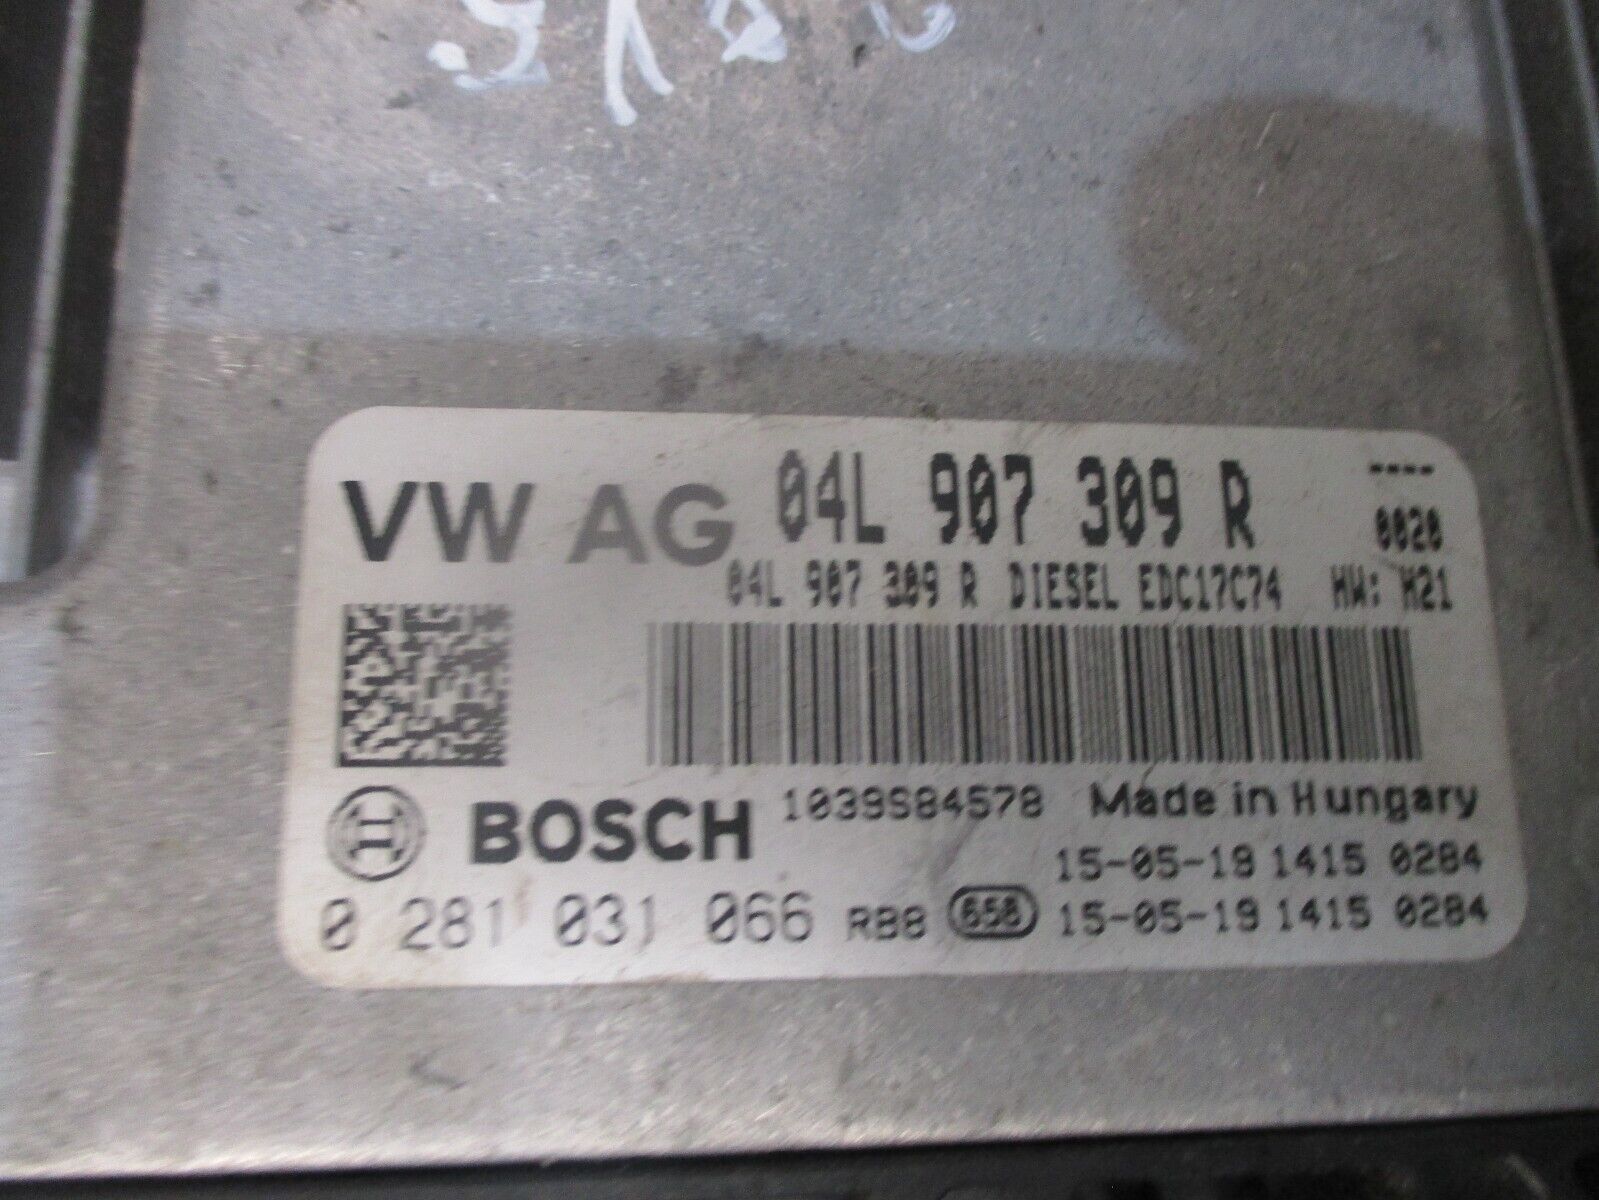 VW AG 04L 907 309 R ----
0020
04L 907 309 R DIESEL EDC17C74 HW: H21
BOSCH 1039S84578 Made in Hungary
15-05-19 1415 0284
0 281 031 066 RB8 656 15-05-19 1415 0284